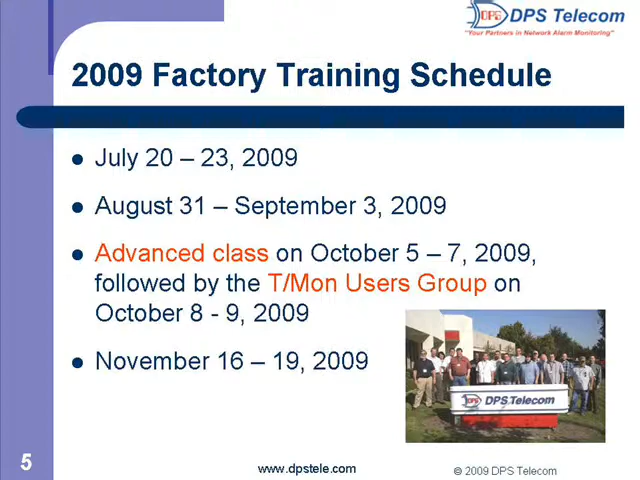 DPS DPS Telecom
"Your Partners in Network Alarm Monitoring"
2009 Factory Training Schedule
July 20 – 23, 2009
August 31 – September 3, 2009
Advanced class on October 5 – 7, 2009,
followed by the T/Mon Users Group on
October 8 - 9, 2009
November 16 – 19, 2009
DPS DPS Telecom
5
www.dpstele.com
© 2009 DPS Telecom